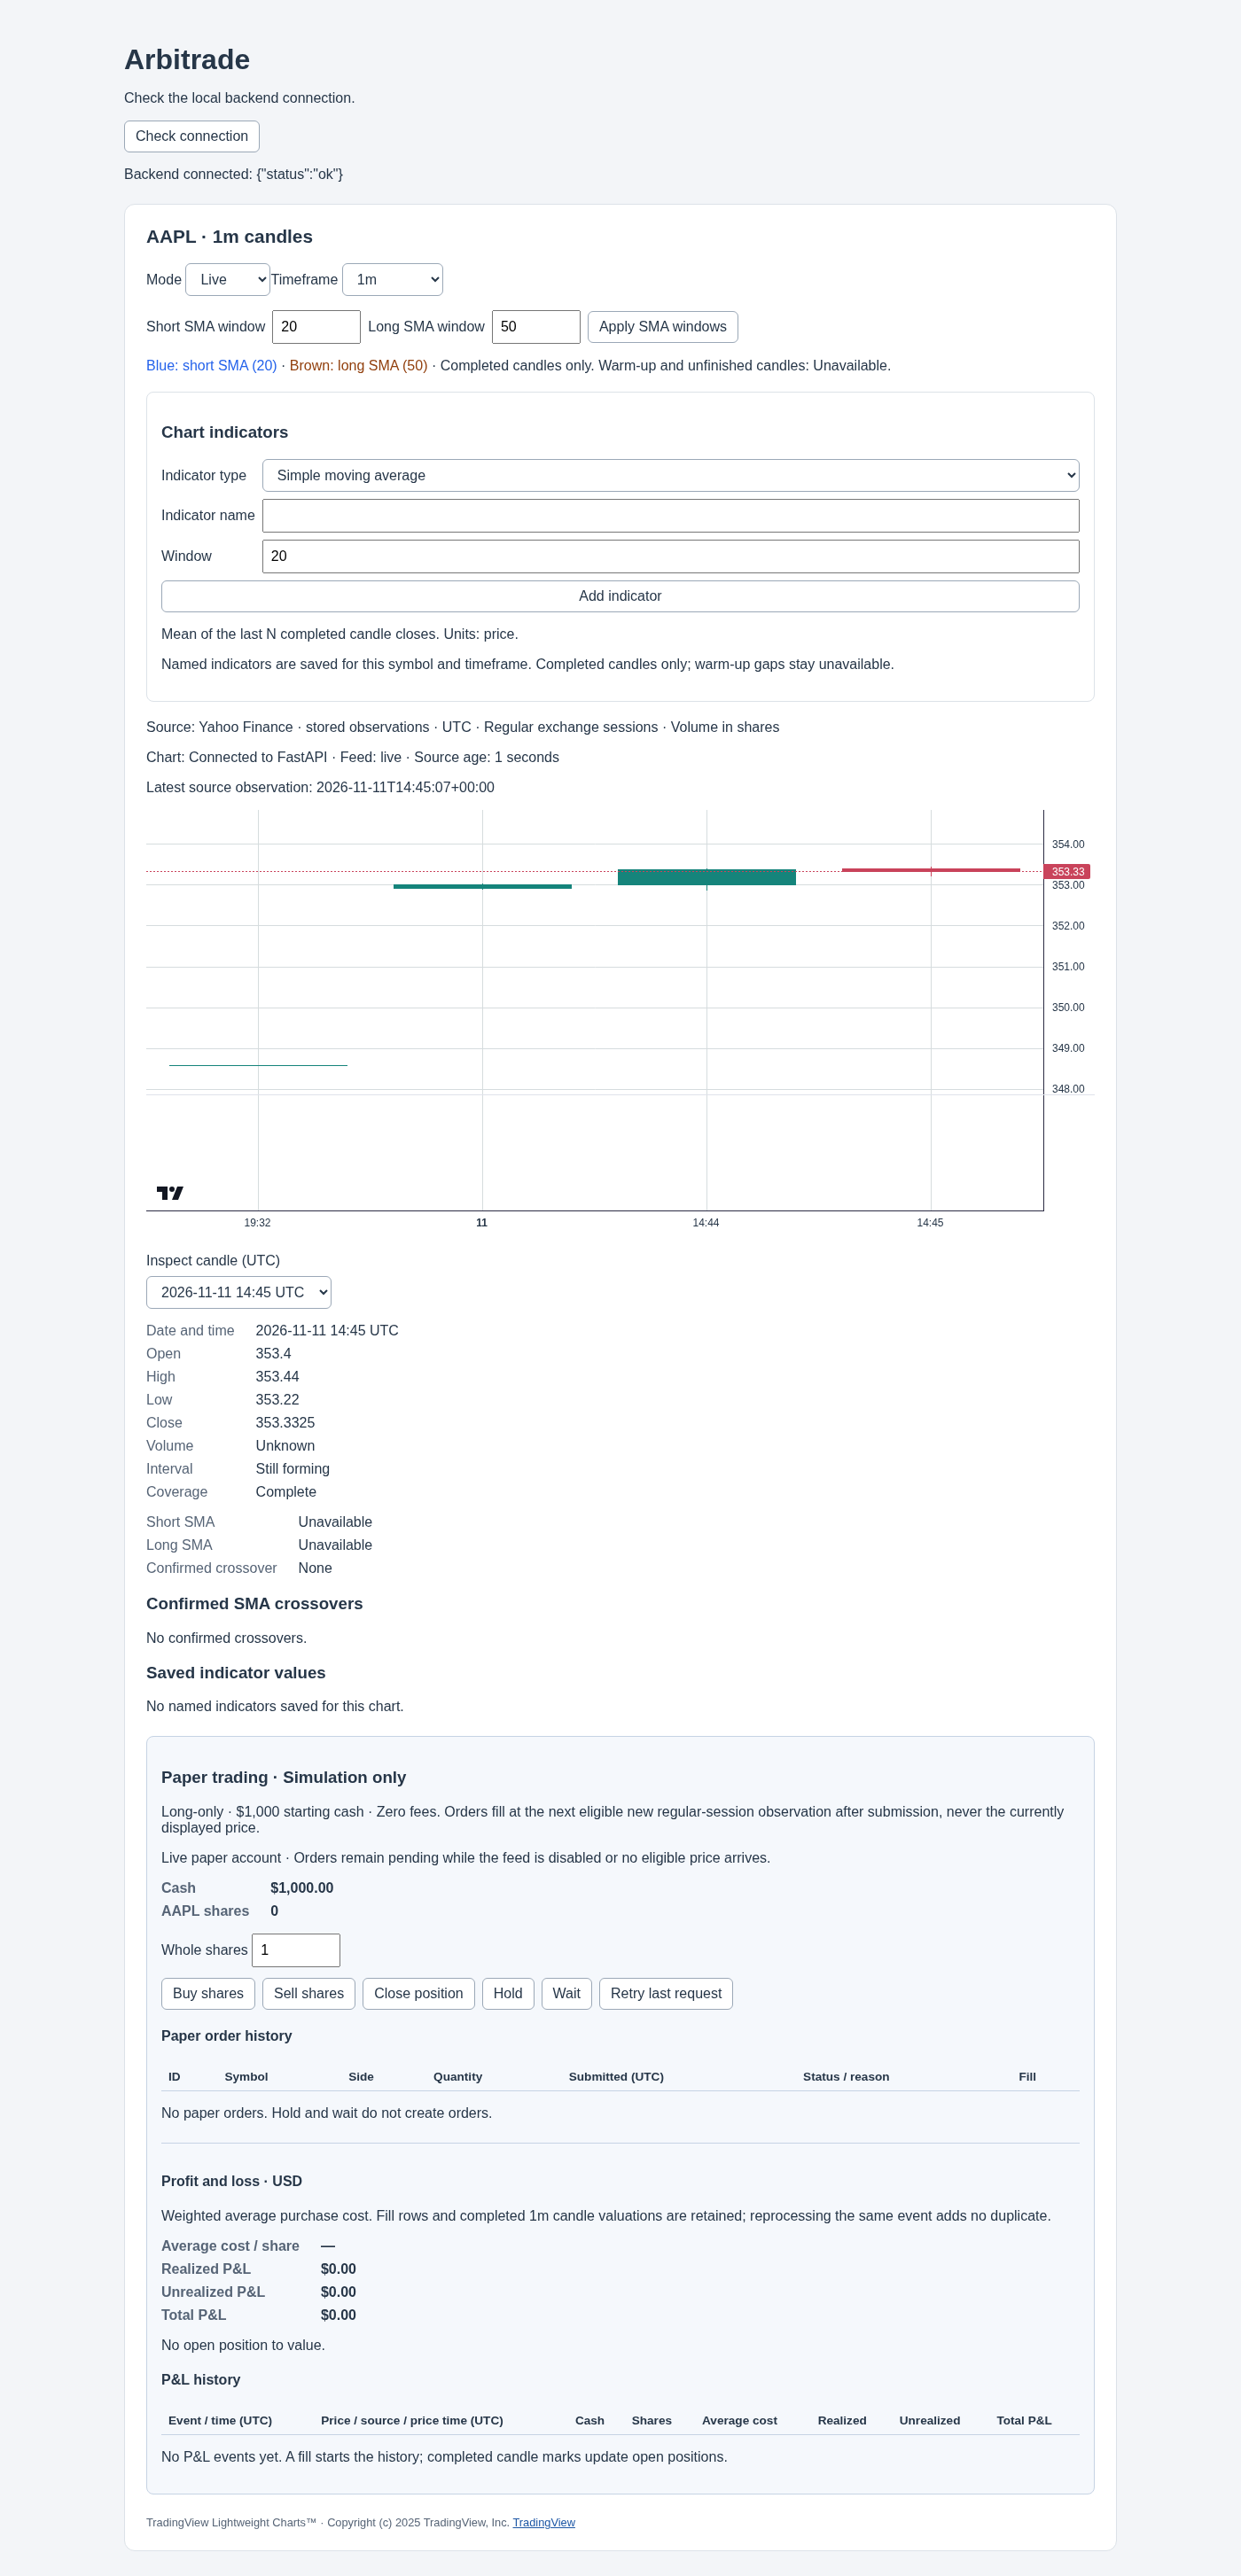 Arbitrade
Check the local backend connection.
Check connection
Backend connected: {"status":"ok"}
AAPL · 1m candles
Mode Live Timeframe 1m
Short SMA window 20 Long SMA window 50 Apply SMA windows
Blue: short SMA (20) · Brown: long SMA (50) · Completed candles only. Warm-up and unfinished candles: Unavailable.
Chart indicators
Indicator type Simple moving average
Indicator name
Window 20
Add indicator
Mean of the last N completed candle closes. Units: price.
Named indicators are saved for this symbol and timeframe. Completed candles only; warm-up gaps stay unavailable.
Source: Yahoo Finance · stored observations · UTC · Regular exchange sessions · Volume in shares
Chart: Connected to FastAPI · Feed: live · Source age: 1 seconds
Latest source observation: 2026-11-11T14:45:07+00:00
354.00
353.33
353.00
352.00
351.00
350.00
349.00
348.00
19:32 11 14:44 14:45
Inspect candle (UTC)
2026-11-11 14:45 UTC
Date and time 2026-11-11 14:45 UTC
Open 353.4
High 353.44
Low 353.22
Close 353.3325
Volume Unknown
Interval Still forming
Coverage Complete
Short SMA Unavailable
Long SMA Unavailable
Confirmed crossover None
Confirmed SMA crossovers
No confirmed crossovers.
Saved indicator values
No named indicators saved for this chart.
Paper trading · Simulation only
Long-only · $1,000 starting cash · Zero fees. Orders fill at the next eligible new regular-session observation after submission, never the currently
displayed price.
Live paper account · Orders remain pending while the feed is disabled or no eligible price arrives.
Cash $1,000.00
AAPL shares 0
Whole shares 1
Buy shares Sell shares Close position Hold Wait Retry last request
Paper order history
ID Symbol Side Quantity Submitted (UTC) Status / reason Fill
No paper orders. Hold and wait do not create orders.
Profit and loss · USD
Weighted average purchase cost. Fill rows and completed 1m candle valuations are retained; reprocessing the same event adds no duplicate.
Average cost / share —
Realized P&L $0.00
Unrealized P&L $0.00
Total P&L $0.00
No open position to value.
P&L history
Event / time (UTC) Price / source / price time (UTC) Cash Shares Average cost Realized Unrealized Total P&L
No P&L events yet. A fill starts the history; completed candle marks update open positions.
TradingView Lightweight Charts™ · Copyright (c) 2025 TradingView, Inc. TradingView